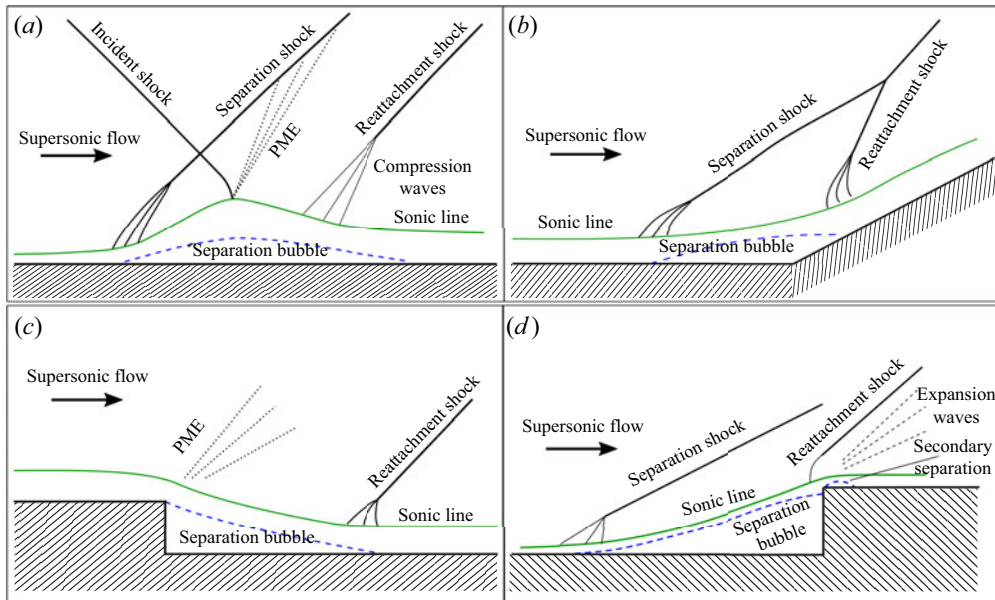 (a)
Incident shock
Separation shock
Reattachment shock
Supersonic flow
PME
Compression
waves
Sonic line
Separation bubble
(b)
Supersonic flow
Separation shock
Reattachment shock
Sonic line
Separation bubble
(c)
Supersonic flow
PME
Reattachment shock
Sonic line
Separation bubble
(d)
Supersonic flow
Separation shock
Reattachment shock
Expansion
waves
Secondary
separation
Sonic line
Separation
bubble